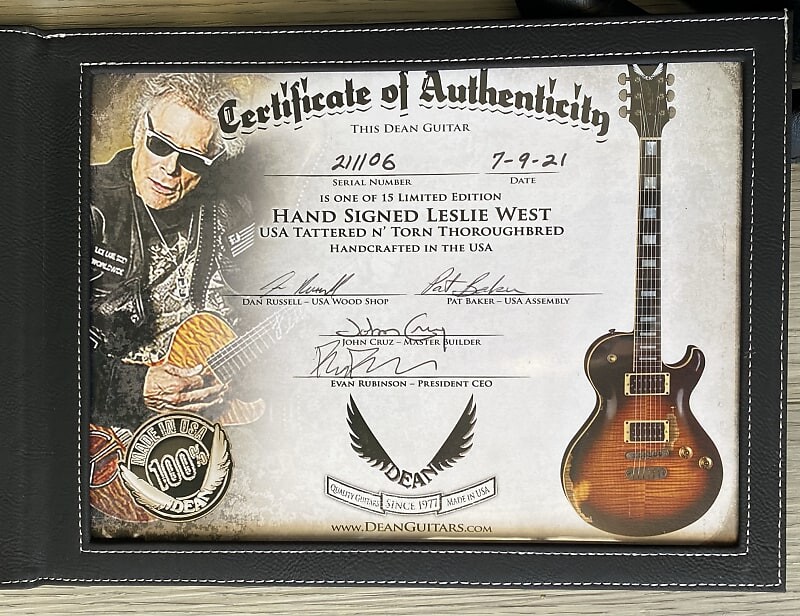 Certificate of Authenticity
This Dean Guitar
211106 7-9-21
Serial Number Date
is one of 15 Limited Edition
Hand Signed Leslie West
USA Tattered n' Torn Thoroughbred
Handcrafted in the USA
Dan Russell – USA Wood Shop Pat Baker – USA Assembly
John Cruz – Master Builder
Evan Rubinson – President CEO
MADE IN USA
100%
DEAN
DEAN
Quality Guitars Since 1977 Made in USA
www.DeanGuitars.com